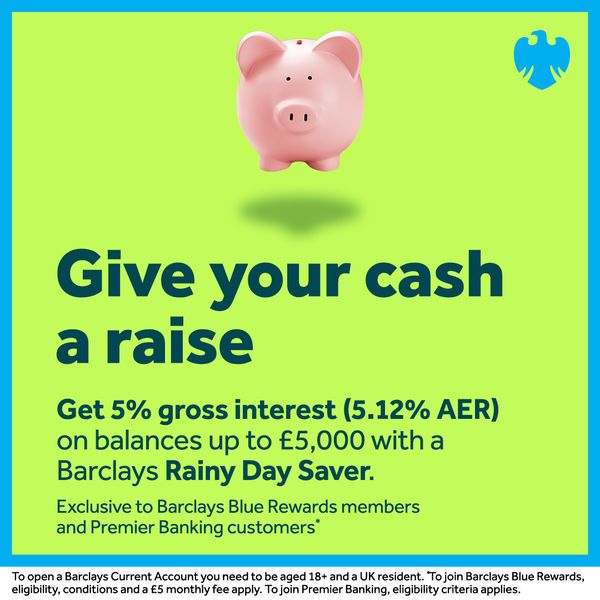 Give your cash
a raise
Get 5% gross interest (5.12% AER)
on balances up to £5,000 with a
Barclays Rainy Day Saver.
Exclusive to Barclays Blue Rewards members
and Premier Banking customers*
To open a Barclays Current Account you need to be aged 18+ and a UK resident. *To join Barclays Blue Rewards,
eligibility, conditions and a £5 monthly fee apply. To join Premier Banking, eligibility criteria applies.